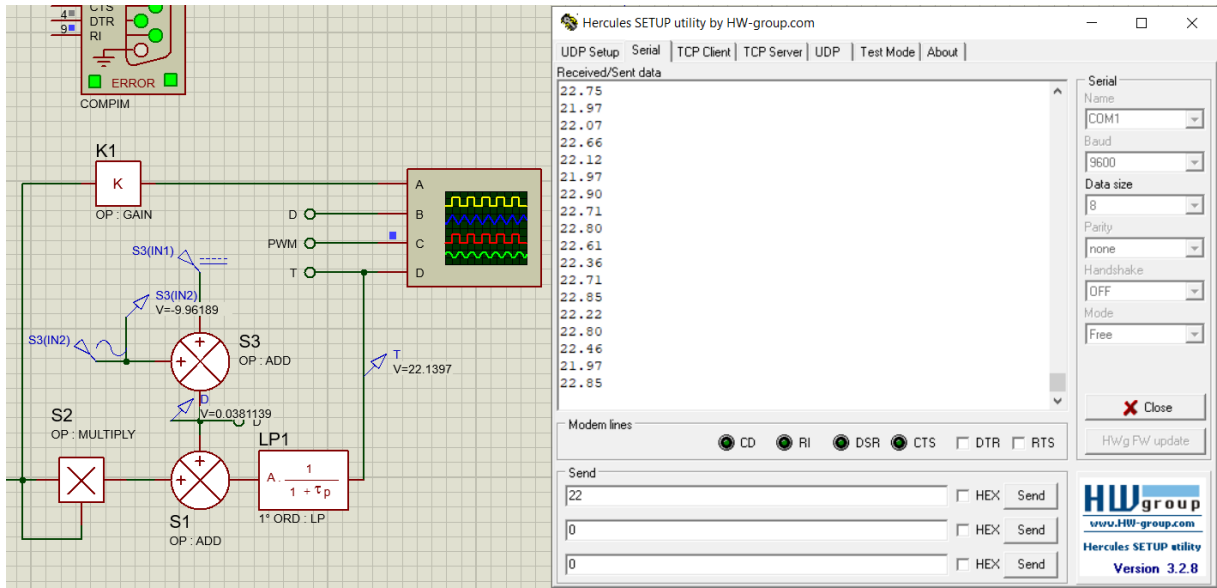 CTS
4
DTR
9
RI
ERROR
COMPIM
K1
K
OP : GAIN
A
D
B
PWM
C
T
D
S3(IN1)
S3(IN2)
V=-9.96189
S3(IN2)
S3
OP : ADD
T
V=22.1397
D
V=0.0381139
D
S2
OP : MULTIPLY
LP1
A . 1
1 + τp
1° ORD : LP
S1
OP : ADD
Hercules SETUP utility by HW-group.com
UDP Setup Serial TCP Client TCP Server UDP Test Mode About
Received/Sent data
22.75
21.97
22.07
22.66
22.12
21.97
22.90
22.71
22.80
22.61
22.36
22.71
22.85
22.22
22.80
22.46
21.97
22.85
Serial
Name
COM1
Baud
9600
Data size
8
Parity
none
Handshake
OFF
Mode
Free
Close
HWg FW update
Modem lines
CD RI DSR CTS DTR RTS
Send
22 HEX Send
0 HEX Send
0 HEX Send
HW group
www.HW-group.com
Hercules SETUP utility
Version 3.2.8